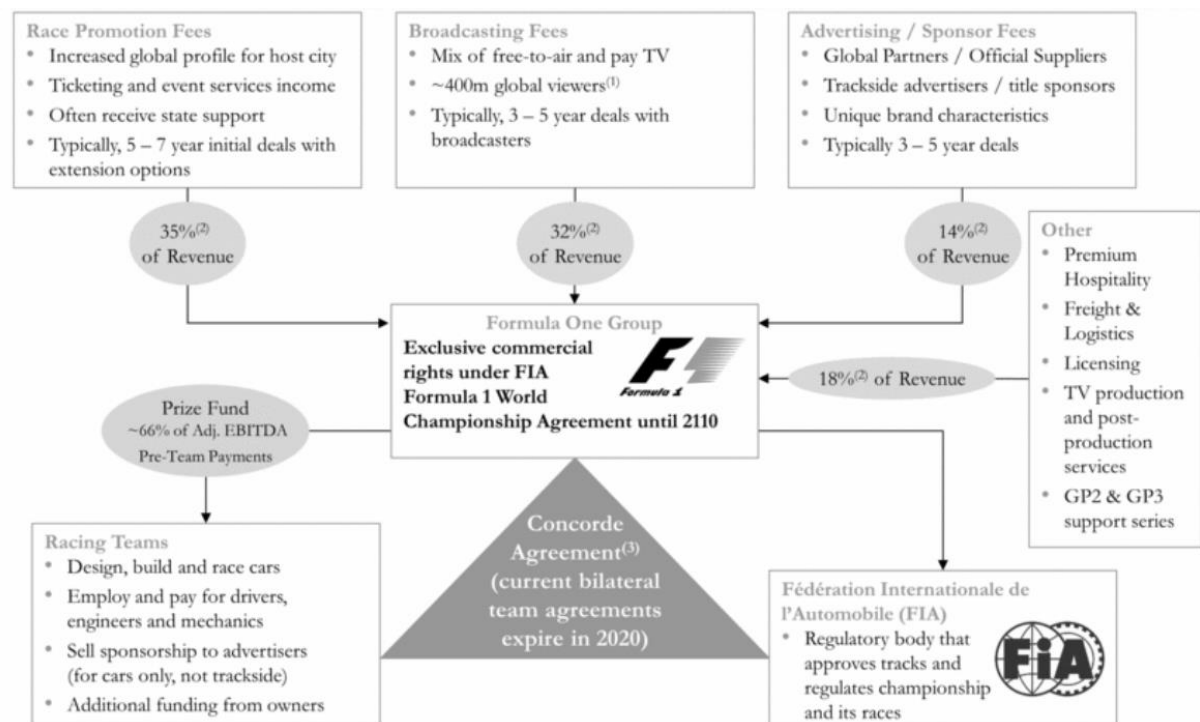 Race Promotion Fees
• Increased global profile for host city
• Ticketing and event services income
• Often receive state support
• Typically, 5 – 7 year initial deals with
extension options
Broadcasting Fees
• Mix of free-to-air and pay TV
• ~400m global viewers(1)
• Typically, 3 – 5 year deals with
broadcasters
Advertising / Sponsor Fees
• Global Partners / Official Suppliers
• Trackside advertisers / title sponsors
• Unique brand characteristics
• Typically 3 – 5 year deals
35%(2)
of Revenue
32%(2)
of Revenue
14%(2)
of Revenue
Other
• Premium
Hospitality
• Freight &
Logistics
• Licensing
• TV production
and post-
production
services
• GP2 & GP3
support series
18%(2) of Revenue
Formula One Group
Exclusive commercial
rights under FIA
Formula 1 World
Championship Agreement until 2110
F1
Formula 1
Prize Fund
~66% of Adj. EBITDA
Pre-Team Payments
Concorde
Agreement(3)
(current bilateral
team agreements
expire in 2020)
Racing Teams
• Design, build and race cars
• Employ and pay for drivers,
engineers and mechanics
• Sell sponsorship to advertisers
(for cars only, not trackside)
• Additional funding from owners
Fédération Internationale de
l'Automobile (FIA)
• Regulatory body that
approves tracks and
regulates championship
and its races
FiA